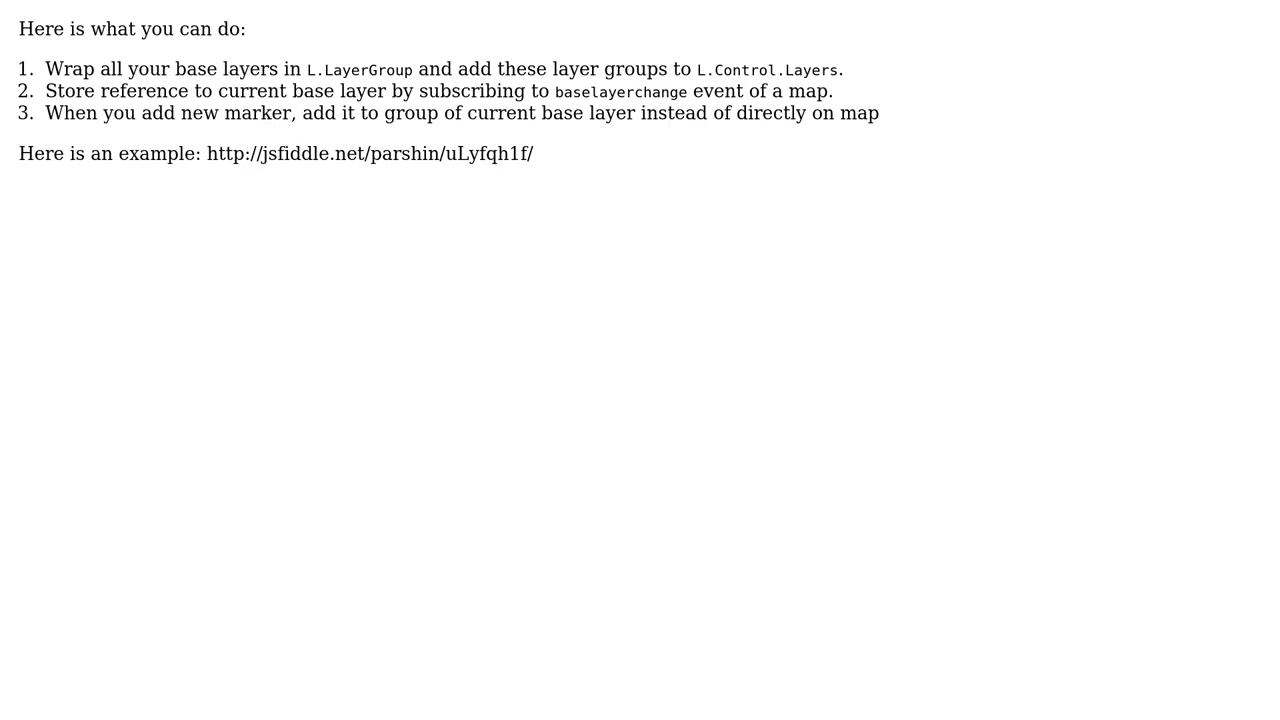 Here is what you can do:
1. Wrap all your base layers in L.LayerGroup and add these layer groups to L.Control.Layers.
2. Store reference to current base layer by subscribing to baselayerchange event of a map.
3. When you add new marker, add it to group of current base layer instead of directly on map
Here is an example: http://jsfiddle.net/parshin/uLyfqh1f/